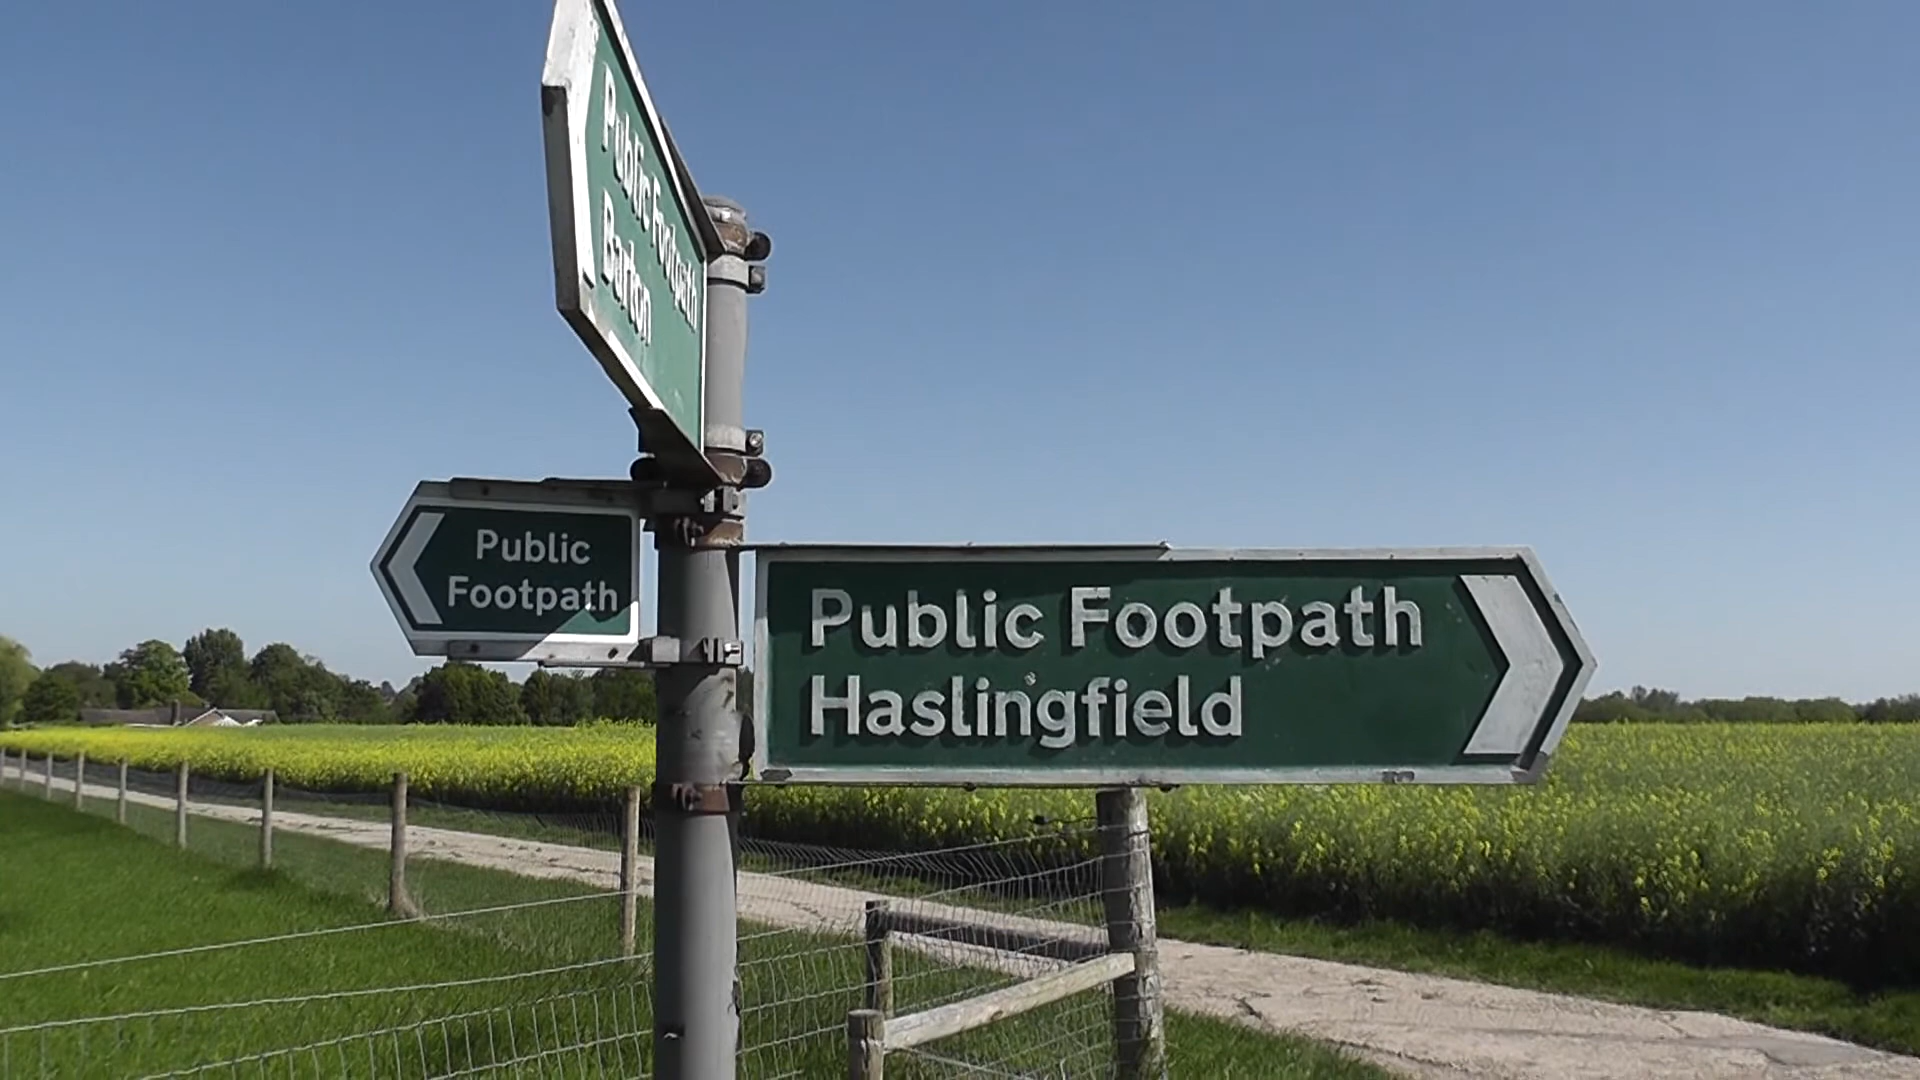 Public Footpath
Barton
Public
Footpath
Public Footpath
Haslingfield